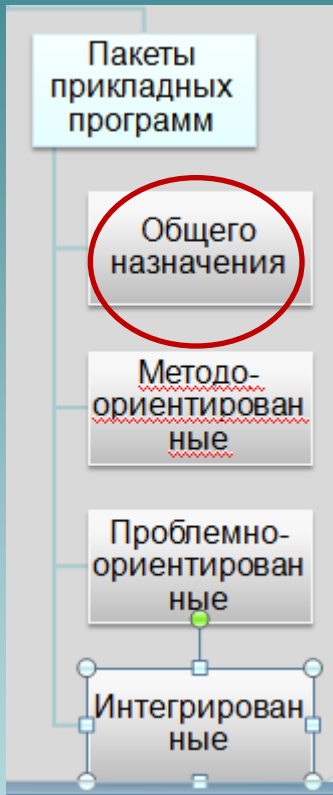 Пакеты
прикладных
программ
Общего
назначения
Методо-
ориентирован
ные
Проблемно-
ориентирован
ные
Интегрирован
ные